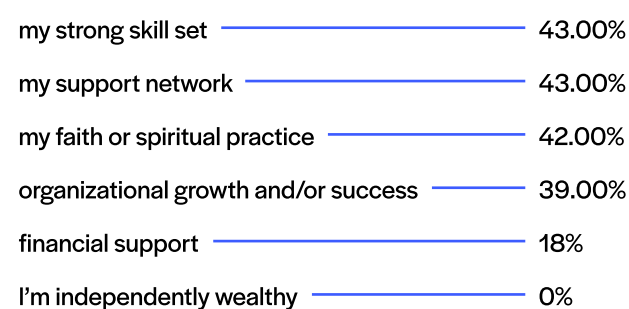 my strong skill set 43.00%
my support network 43.00%
my faith or spiritual practice 42.00%
organizational growth and/or success 39.00%
financial support 18%
I’m independently wealthy 0%